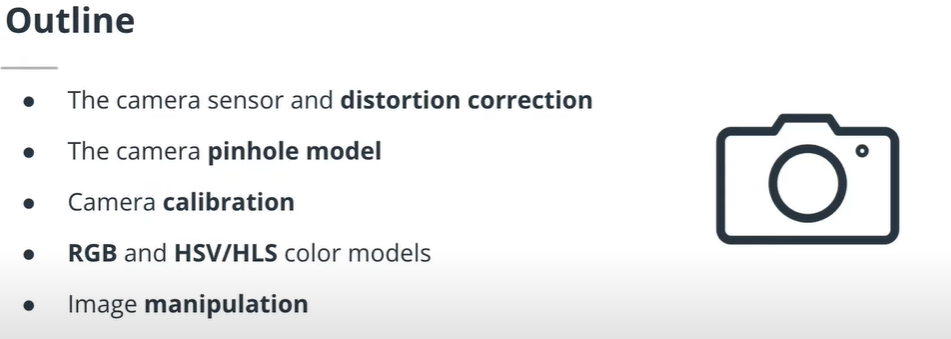 Outline
● The camera sensor and distortion correction
● The camera pinhole model
● Camera calibration
● RGB and HSV/HLS color models
● Image manipulation